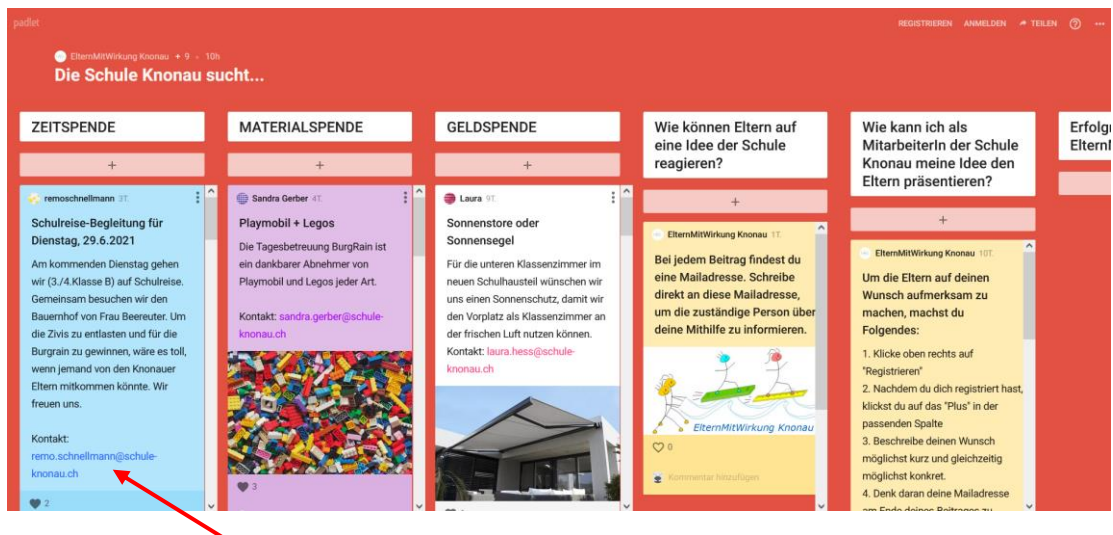 padlet
REGISTRIEREN ANMELDEN TEILEN
ElternMitWirkung Knonau + 9 - 10h
Die Schule Knonau sucht...
ZEITSPENDE
+
remoschnellmann 3T.
Schulreise-Begleitung für
Dienstag, 29.6.2021
Am kommenden Dienstag gehen
wir (3./4.Klasse B) auf Schulreise.
Gemeinsam besuchen wir den
Bauernhof von Frau Beereuter. Um
die Zivis zu entlasten und für die
Burgrain zu gewinnen, wäre es toll,
wenn jemand von den Knonauer
Eltern mitkommen könnte. Wir
freuen uns.
Kontakt:
remo.schnellmann@schule-
knonau.ch
2
MATERIALSPENDE
+
Sandra Gerber 4T.
Playmobil + Legos
Die Tagesbetreuung BurgRain ist
ein dankbarer Abnehmer von
Playmobil und Legos jeder Art.
Kontakt: sandra.gerber@schule-
knonau.ch
3
GELDSPENDE
+
Laura 9T.
Sonnenstore oder
Sonnensegel
Für die unteren Klassenzimmer im
neuen Schulhausteil wünschen wir
uns einen Sonnenschutz, damit wir
den Vorplatz als Klassenzimmer an
der frischen Luft nutzen können.
Kontakt: laura.hess@schule-
knonau.ch
Wie können Eltern auf
eine Idee der Schule
reagieren?
+
ElternMitWirkung Knonau 1T.
Bei jedem Beitrag findest du
eine Mailadresse. Schreibe
direkt an diese Mailadresse,
um die zuständige Person über
deine Mithilfe zu informieren.
ElternMitWirkung Knonau
0
Kommentar hinzufügen
Wie kann ich als
MitarbeiterIn der Schule
Knonau meine Idee den
Eltern präsentieren?
+
ElternMitWirkung Knonau 10T.
Um die Eltern auf deinen
Wunsch aufmerksam zu
machen, machst du
Folgendes:
1. Klicke oben rechts auf
"Registrieren"
2. Nachdem du dich registriert hast,
klickst du auf das "Plus" in der
passenden Spalte
3. Beschreibe deinen Wunsch
möglichst kurz und gleichzeitig
möglichst konkret.
4. Denk daran deine Mailadresse
am Ende deines Beitrages zu